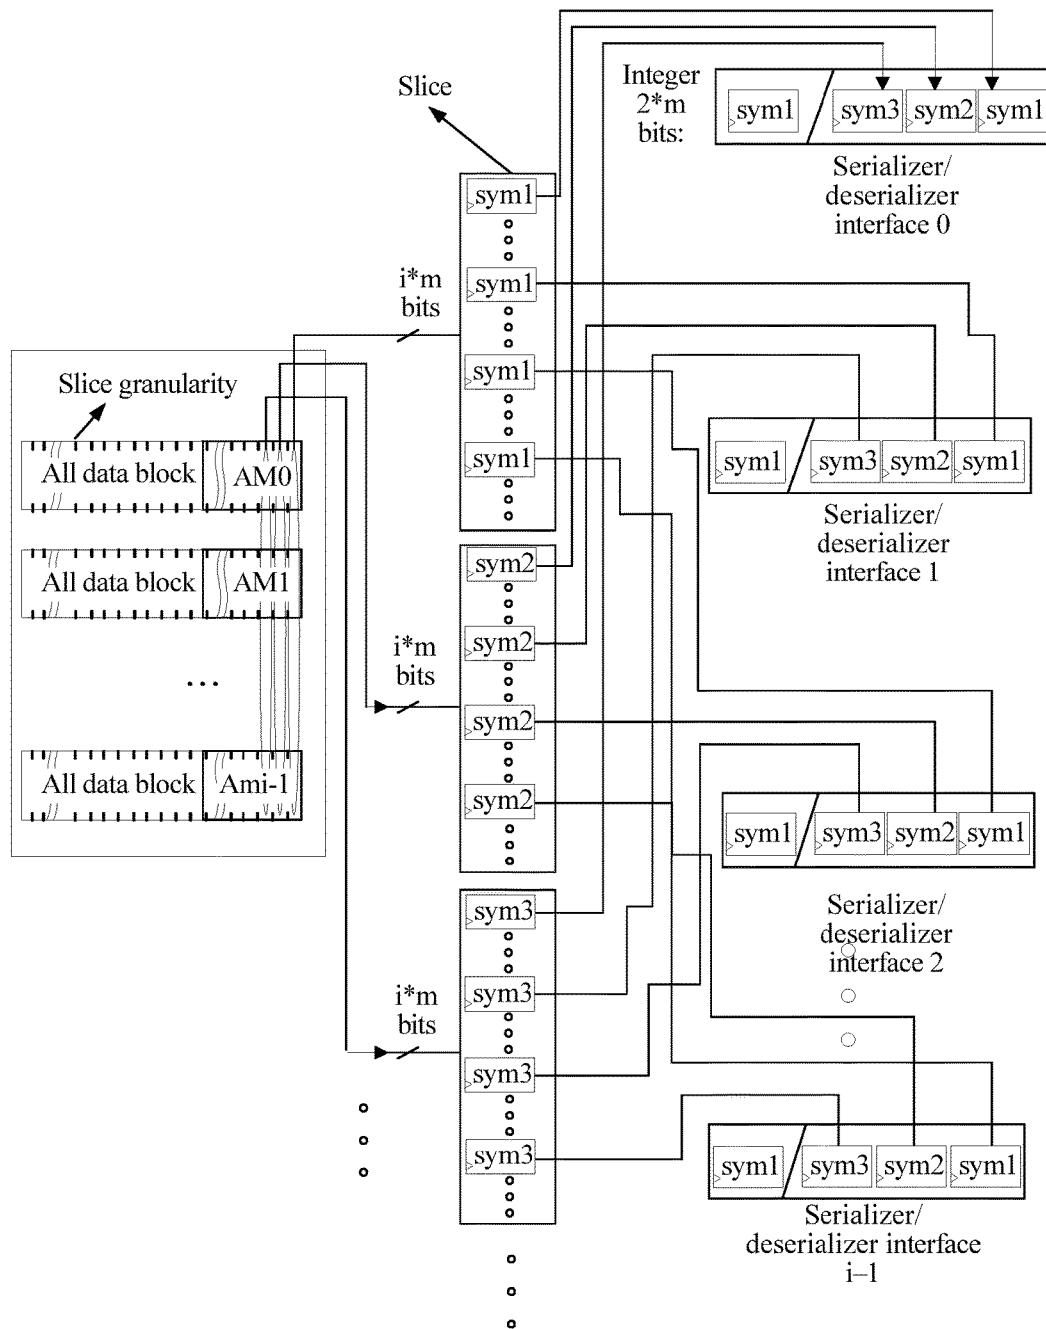 Slice
Integer
2*m
bits:
sym1
sym3
sym2
sym1
Serializer/
deserializer
interface 0
sym1
sym1
sym1
sym1
i*m
bits
Slice granularity
All data block
AM0
All data block
AM1
...
All data block
Ami-1
sym1
sym3
sym2
sym1
Serializer/
deserializer
interface 1
i*m
bits
sym2
sym2
sym2
sym2
sym1
sym3
sym2
sym1
Serializer/
deserializer
interface 2
i*m
bits
sym3
sym3
sym3
sym3
sym1
sym3
sym2
sym1
Serializer/
deserializer interface
i–1